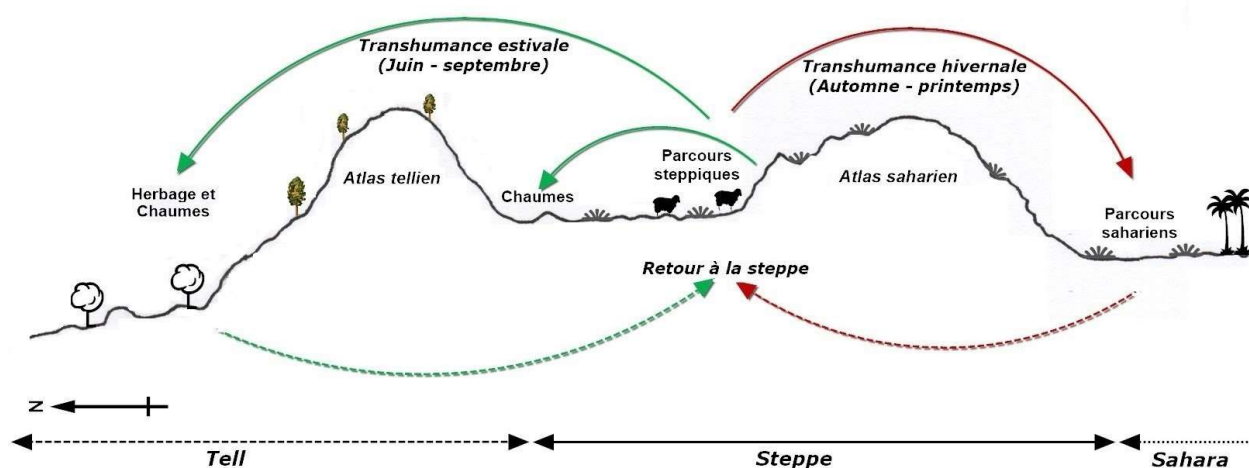 Transhumance estivale
(Juin - septembre)
Transhumance hivernale
(Automne - printemps)
Herbage et
Chaumes
Atlas tellien
Chaumes
Parcours
steppiques
Atlas saharien
Parcours
sahariens
Retour à la steppe
N
Tell
Steppe
Sahara